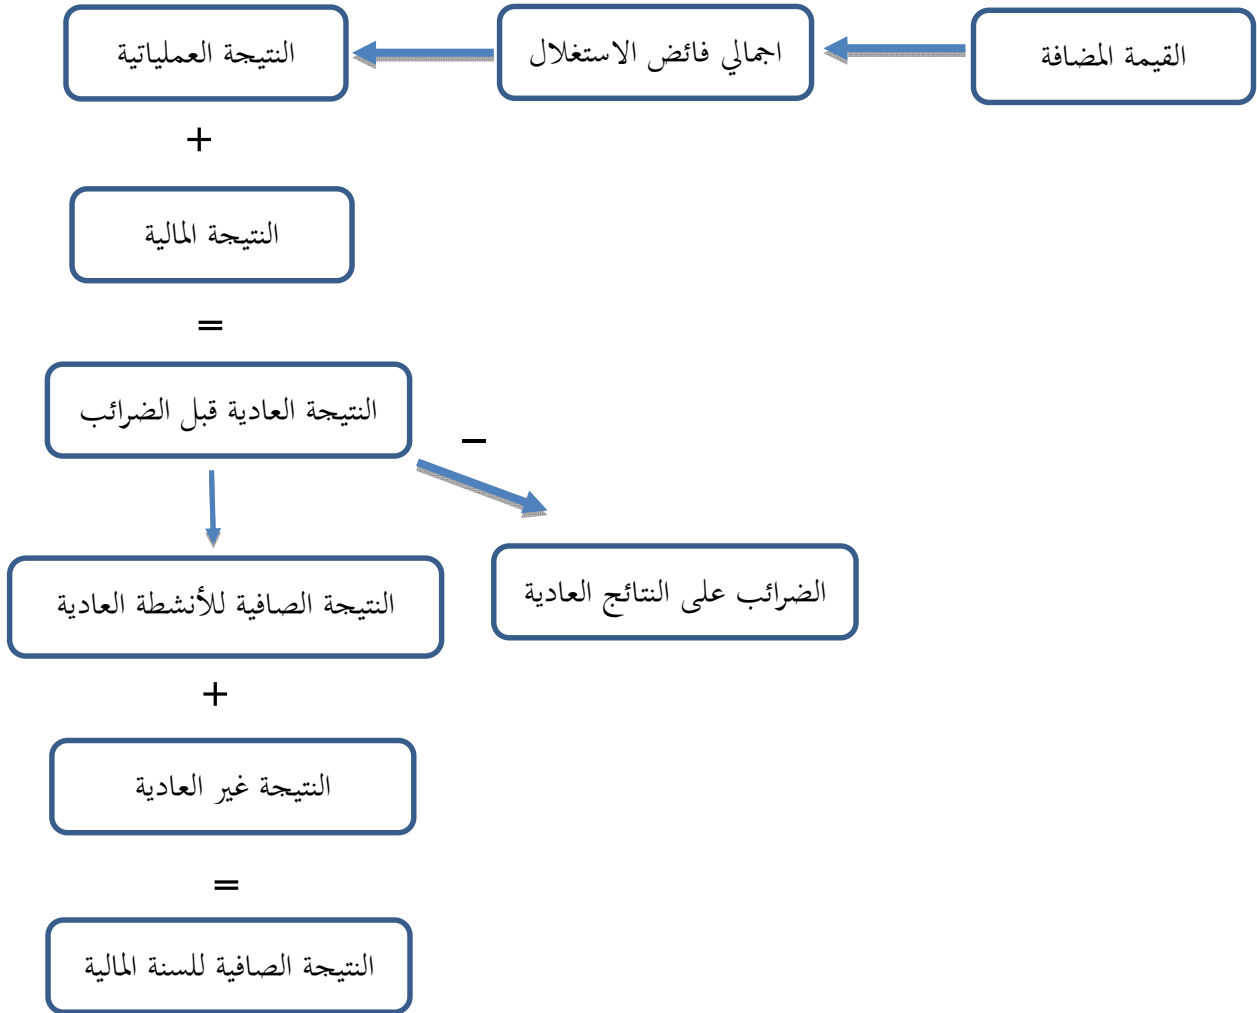 القيمة المضافة
اجمالي فائض الاستغلال
النتيجة العملياتية
+
النتيجة المالية
=
النتيجة العادية قبل الضرائب
−
الضرائب على النتائج العادية
النتيجة الصافية للأنشطة العادية
+
النتيجة غير العادية
=
النتيجة الصافية للسنة المالية